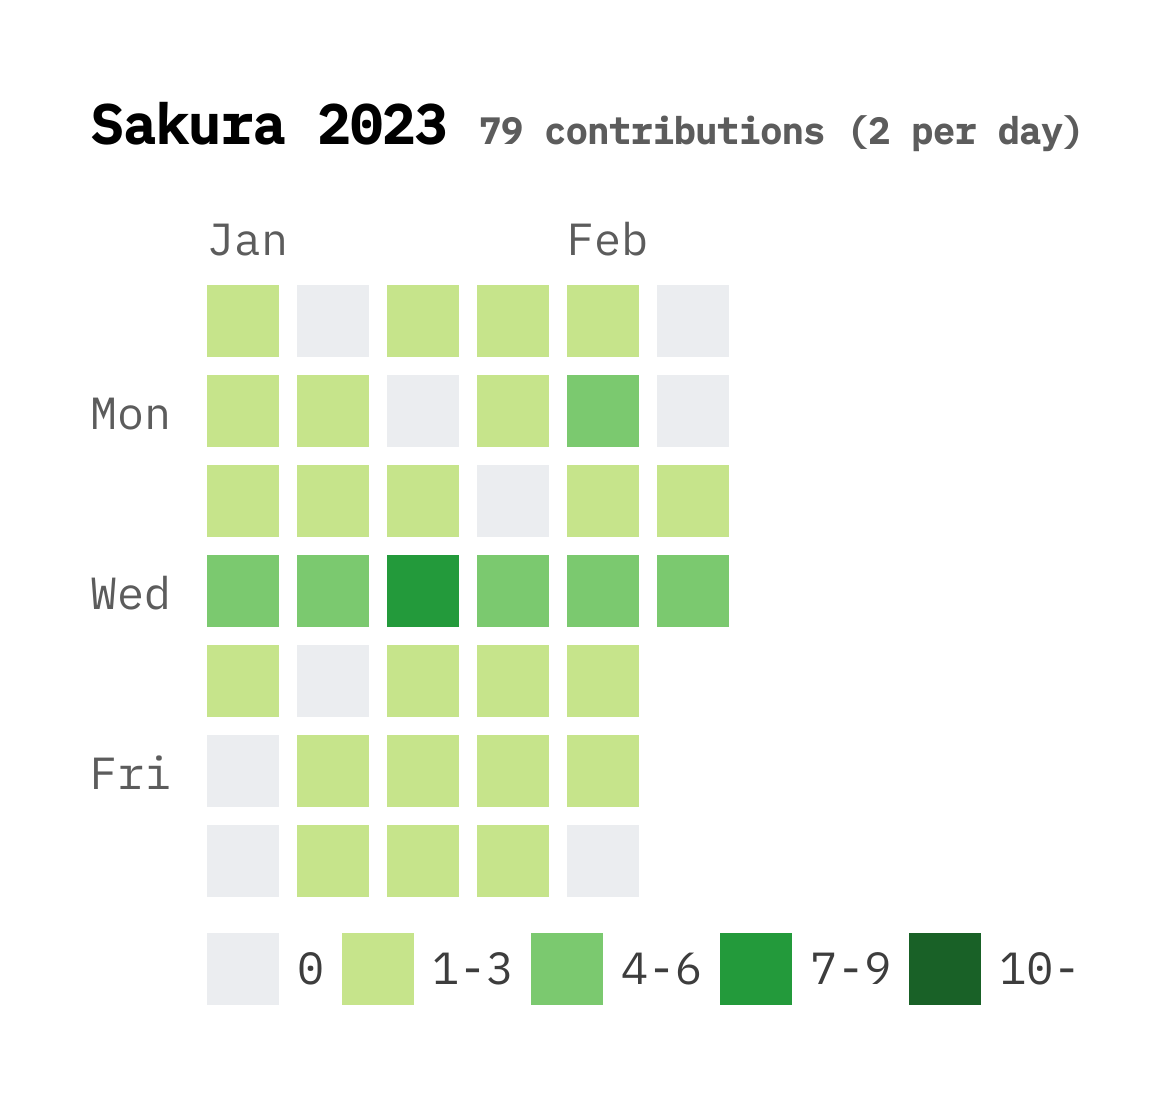 Sakura 2023 79 contributions (2 per day)
Jan Feb
Mon
Wed
Fri
0 1-3 4-6 7-9 10-